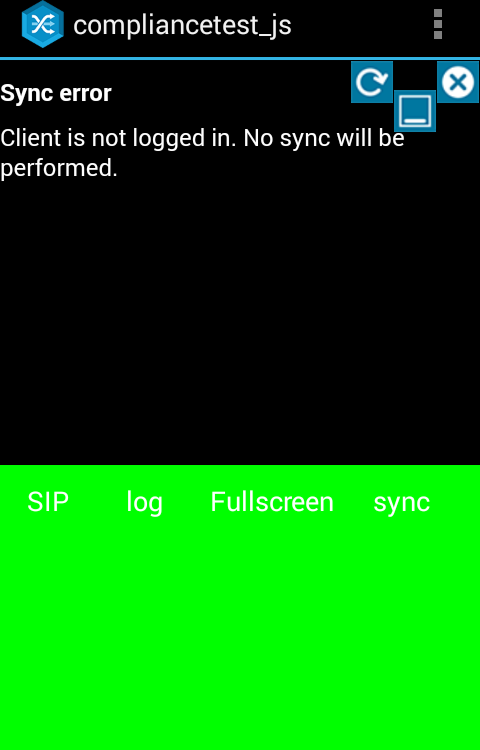 compliancetest_js
Sync error
Client is not logged in. No sync will be
performed.
SIP log Fullscreen sync